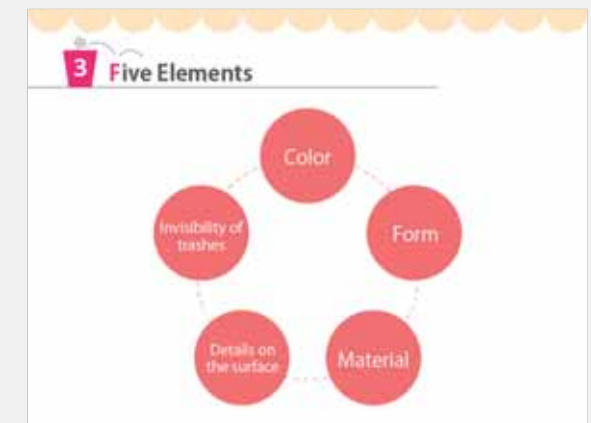 3
Five Elements
Color
Form
Material
Details on
the surface
Invisibility of
trashes